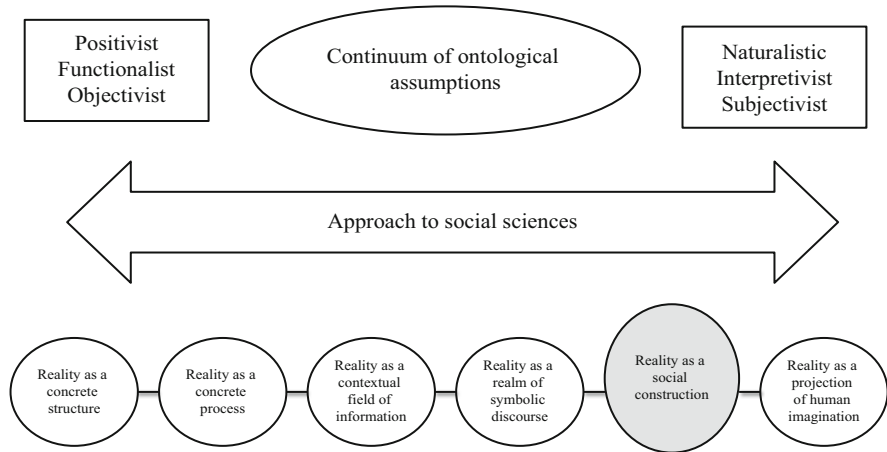 Positivist
Functionalist
Objectivist
Continuum of ontological
assumptions
Naturalistic
Interpretivist
Subjectivist
Approach to social sciences
Reality as a
concrete
structure
Reality as a
concrete
process
Reality as a
contextual
field of
information
Reality as a
realm of
symbolic
discourse
Reality as a
social
construction
Reality as a
projection
of human
imagination